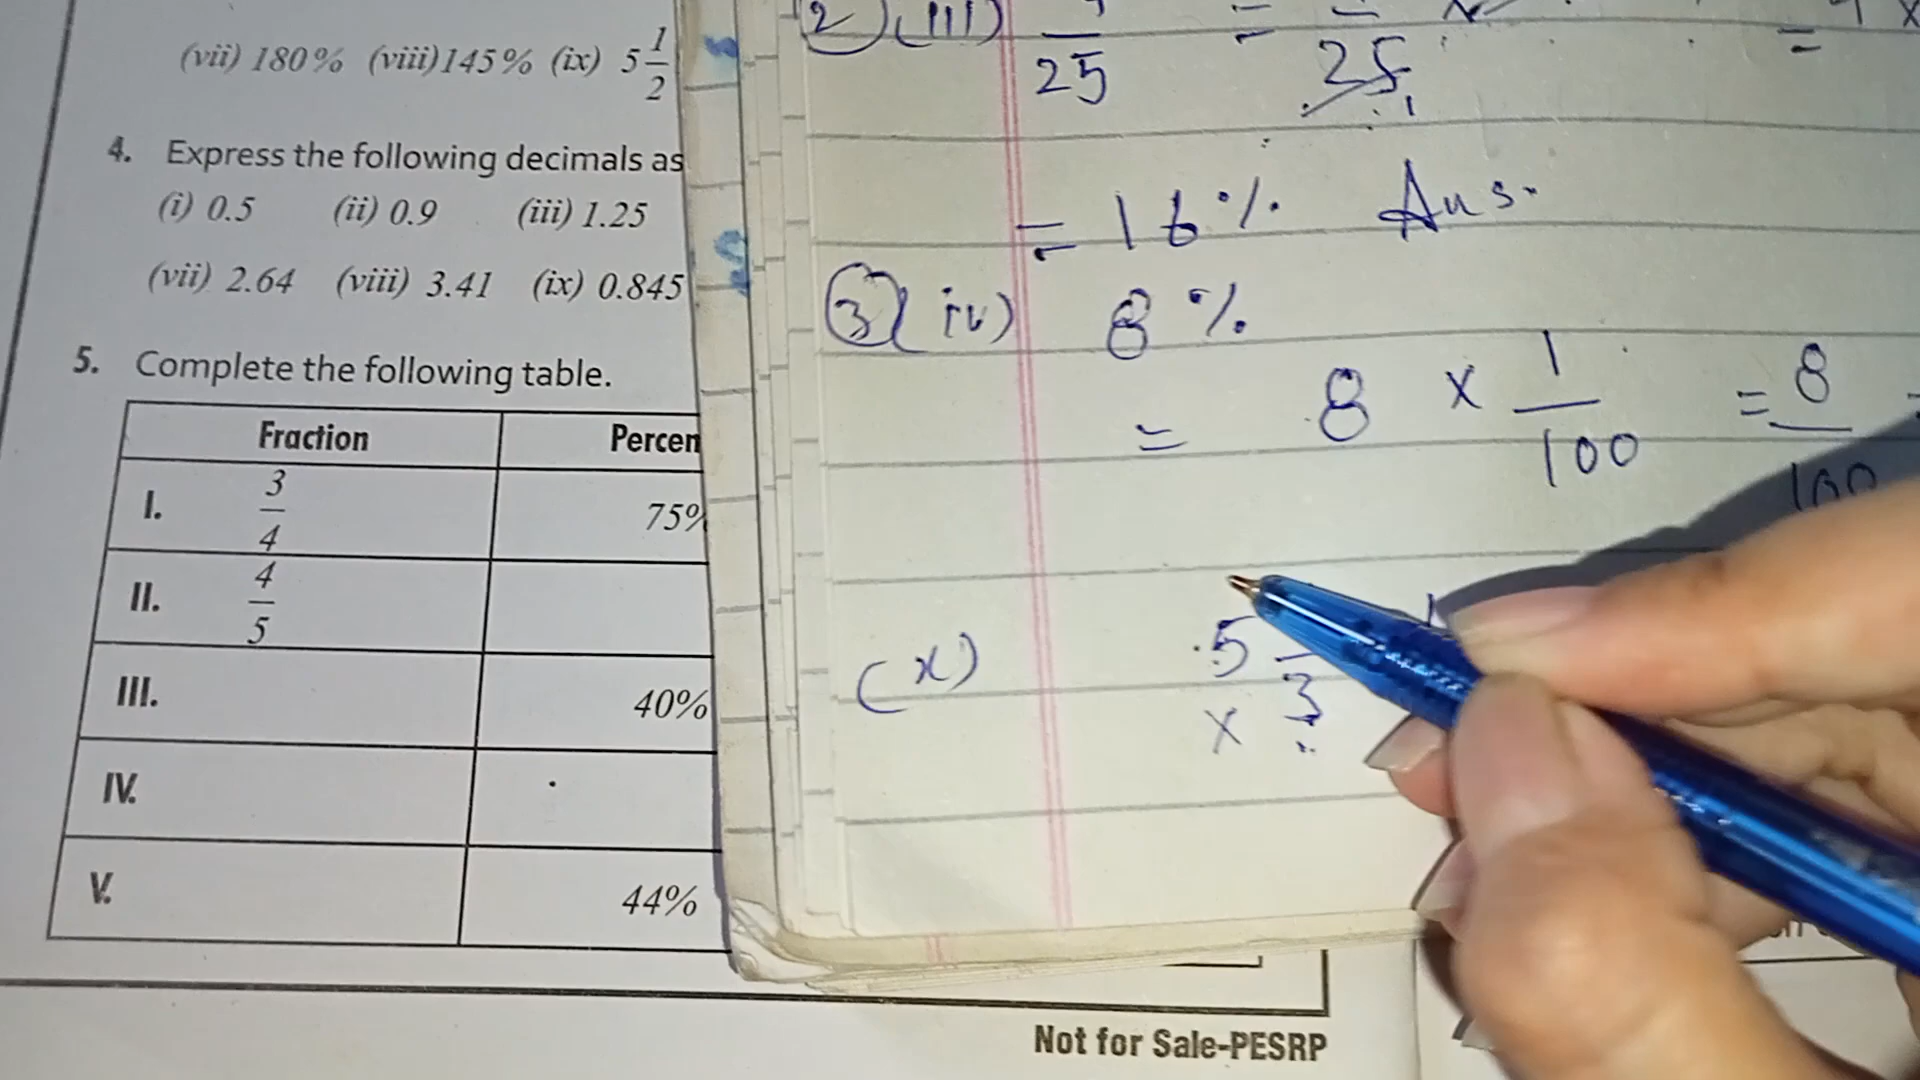 (vii) 180% (viii) 145% (ix) 5 1/2
4. Express the following decimals as
(i) 0.5 (ii) 0.9 (iii) 1.25
(vii) 2.64 (viii) 3.41 (ix) 0.845
5. Complete the following table.
Fraction Percen
I. 3/4 75%
II. 4/5
III. 40%
IV.
V. 44%
Not for Sale-PESRP
2 (iii) 25 = 25 =
= 16% Ans.
3 (iv) 8%
= 8 x 1/100 = 8/100
(x) 5
x 3